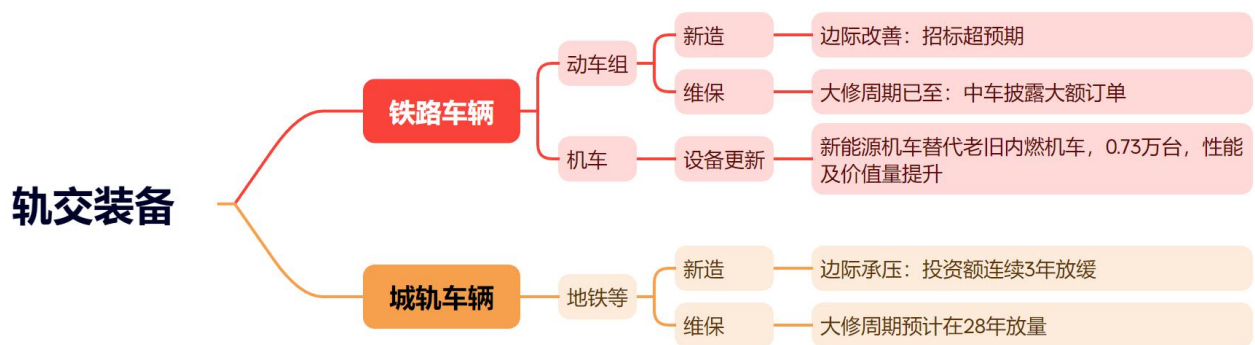 轨交装备
铁路车辆
动车组
新造
边际改善：招标超预期
维保
大修周期已至：中车披露大额订单
机车
设备更新
新能源机车替代老旧内燃机车，0.73万台，性能
及价值量提升
城轨车辆
地铁等
新造
边际承压：投资额连续3年放缓
维保
大修周期预计在28年放量